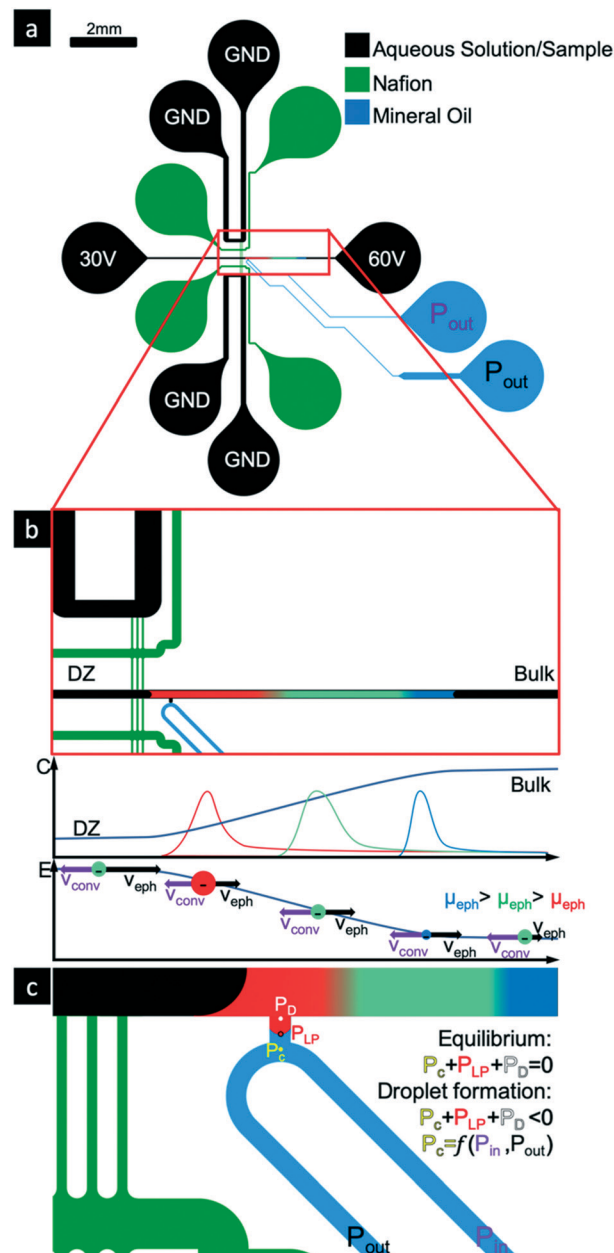 a
2mm
GND
GND
Aqueous Solution/Sample
Nafion
Mineral Oil
30V
60V
Pout
Pout
GND
GND
b
DZ
Bulk
C
DZ
Bulk
E
vconv
veph
vconv
veph
vconv
veph
vconv
veph
vconv
veph
μeph> μeph> μeph
c
PD
PLP
Pc
Equilibrium:
Pc+PLP+PD=0
Droplet formation:
Pc+PLP+PD<0
Pc=f(Pin,Pout)
Pout
Pin